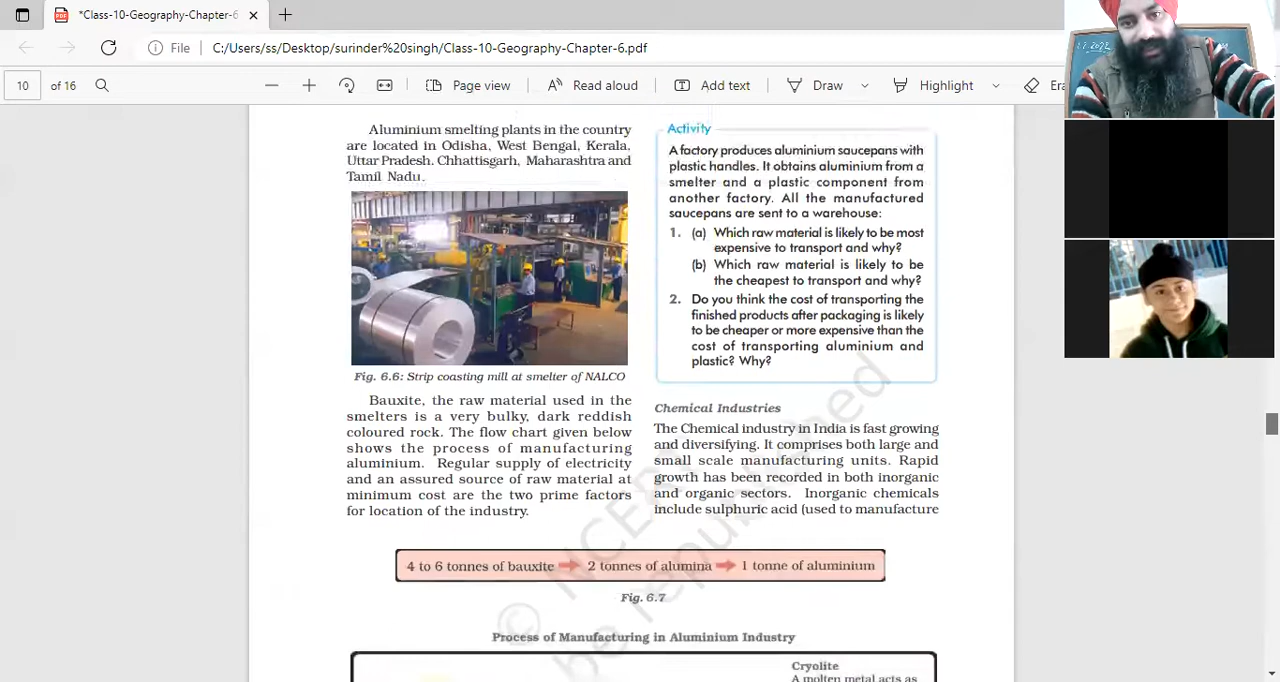 *Class-10-Geography-Chapter-6
File
C:/Users/ss/Desktop/surinder%20singh/Class-10-Geography-Chapter-6.pdf
10 of 16
Page view
Read aloud
Add text
Draw
Highlight
Aluminium smelting plants in the country
are located in Odisha, West Bengal, Kerala,
Uttar Pradesh, Chhattisgarh, Maharashtra and
Tamil Nadu.
Fig. 6.6: Strip coasting mill at smelter of NALCO
Bauxite, the raw material used in the
smelters is a very bulky, dark reddish
coloured rock. The flow chart given below
shows the process of manufacturing
aluminium. Regular supply of electricity
and an assured source of raw material at
minimum cost are the two prime factors
for location of the industry.
Activity
A factory produces aluminium saucepans with
plastic handles. It obtains aluminium from a
smelter and a plastic component from
another factory. All the manufactured
saucepans are sent to a warehouse:
1. (a) Which raw material is likely to be most
expensive to transport and why?
(b) Which raw material is likely to be
the cheapest to transport and why?
2. Do you think the cost of transporting the
finished products after packaging is likely
to be cheaper or more expensive than the
cost of transporting aluminium and
plastic? Why?
Chemical Industries
The Chemical industry in India is fast growing
and diversifying. It comprises both large and
small scale manufacturing units. Rapid
growth has been recorded in both inorganic
and organic sectors. Inorganic chemicals
include sulphuric acid (used to manufacture
4 to 6 tonnes of bauxite → 2 tonnes of alumina → 1 tonne of aluminium
Fig. 6.7
Process of Manufacturing in Aluminium Industry
Cryolite
A molten metal acts as
© NCERT
be republished